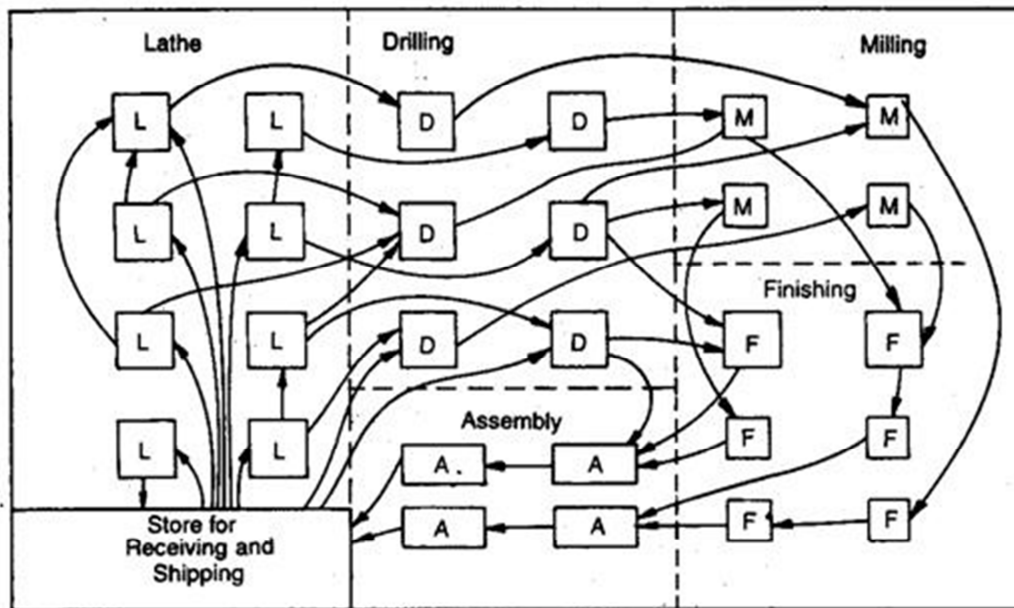 Lathe Drilling Milling
L L D D M M
L L D D M M
Finishing
L L D D F F
Assembly
L L A . A F F
A A F F
Store for
Receiving and
Shipping